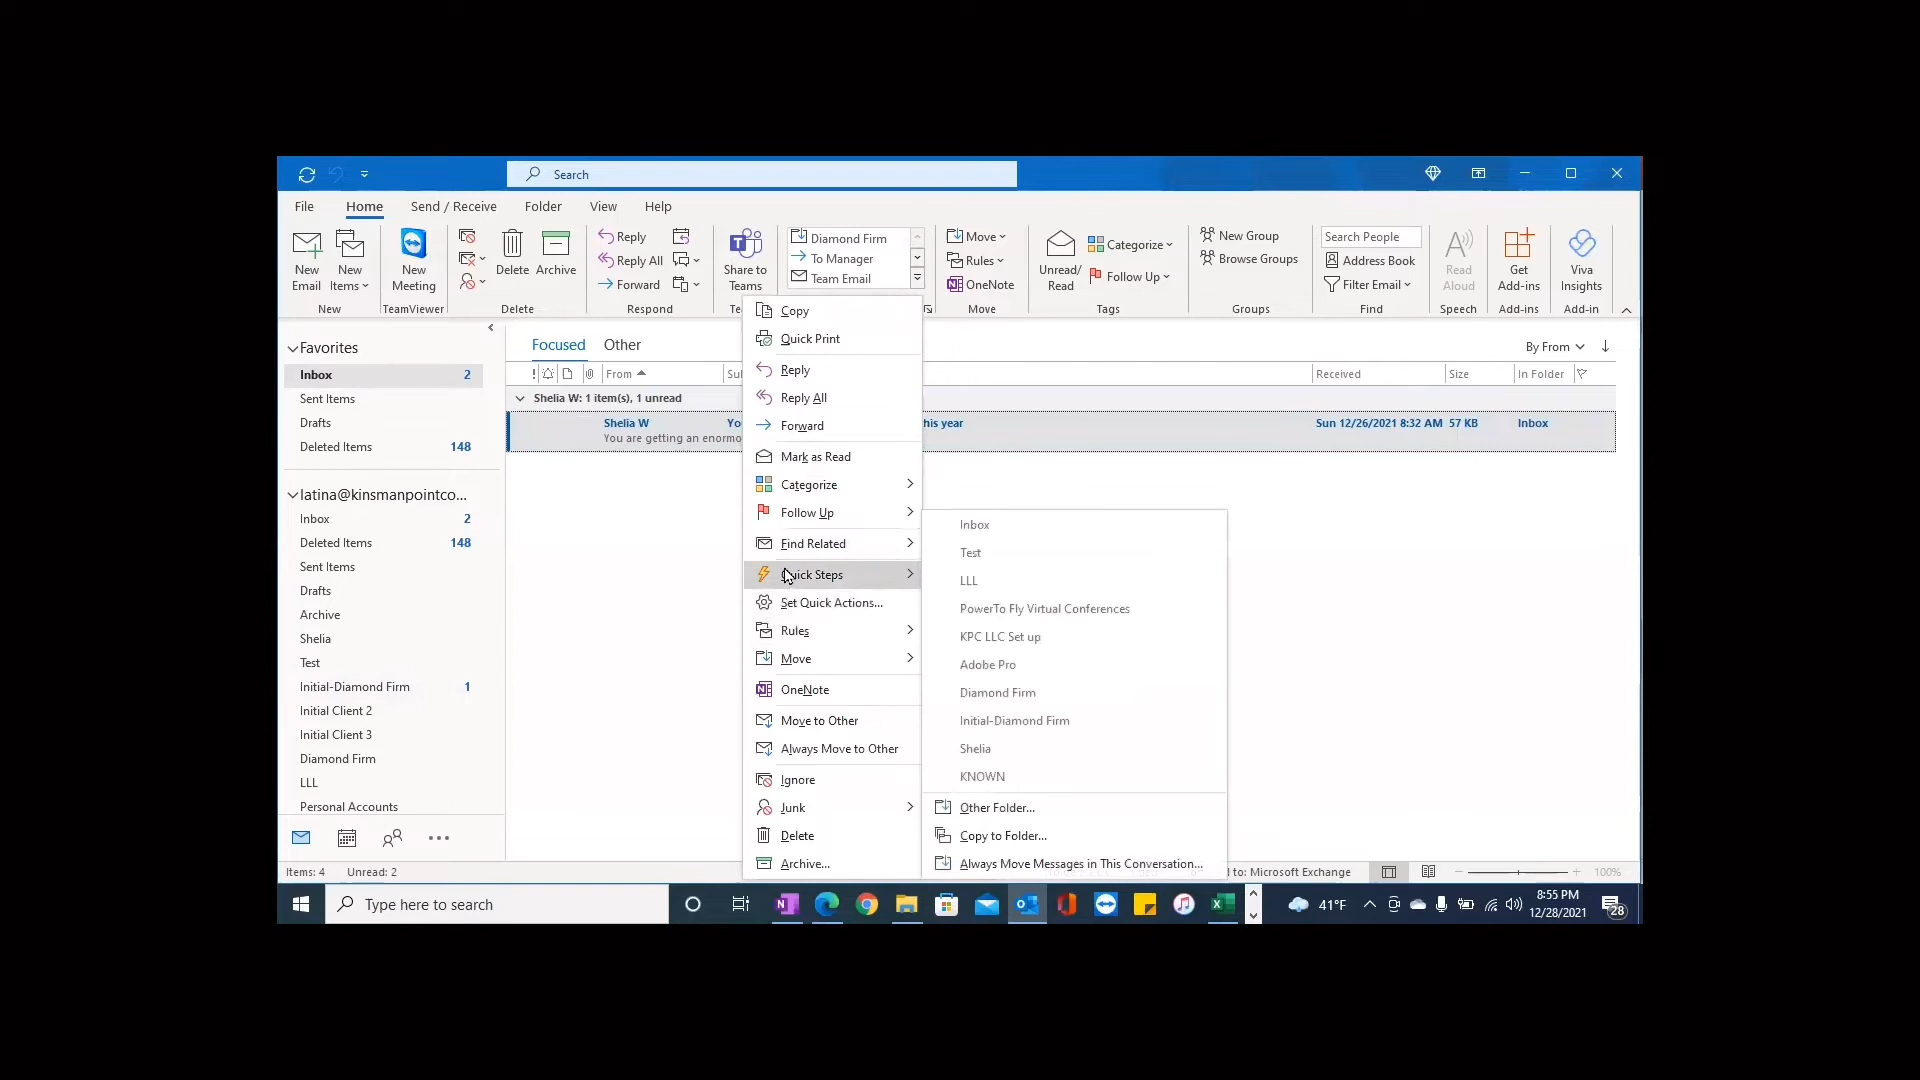 Search
File Home Send / Receive Folder View Help
New Email
New Items
New
New Meeting
TeamViewer
Delete
Archive
Delete
Reply
Reply All
Forward
Respond
Share to Teams
Diamond Firm
To Manager
Team Email
Move
Rules
OneNote
Move
Unread/ Read
Categorize
Follow Up
Tags
New Group
Browse Groups
Groups
Search People
Address Book
Filter Email
Find
Read Aloud
Speech
Get Add-ins
Add-ins
Viva Insights
Add-in
Favorites
Inbox 2
Sent Items
Drafts
Deleted Items 148
latina@kinsmanpointco...
Inbox 2
Deleted Items 148
Sent Items
Drafts
Archive
Shelia
Test
Initial-Diamond Firm 1
Initial Client 2
Initial Client 3
Diamond Firm
LLL
Personal Accounts
Focused Other
By From
From
Received Size In Folder
Shelia W: 1 item(s), 1 unread
Shelia W
his year
Sun 12/26/2021 8:32 AM 57 KB Inbox
You are getting an enormo
Copy
Quick Print
Reply
Reply All
Forward
Mark as Read
Categorize
Follow Up
Find Related
Quick Steps
Set Quick Actions...
Rules
Move
OneNote
Move to Other
Always Move to Other
Ignore
Junk
Delete
Archive...
Inbox
Test
LLL
PowerTo Fly Virtual Conferences
KPC LLC Set up
Adobe Pro
Diamond Firm
Initial-Diamond Firm
Shelia
KNOWN
Other Folder...
Copy to Folder...
Always Move Messages in This Conversation...
Items: 4 Unread: 2
d to: Microsoft Exchange
100%
Type here to search
41°F
8:55 PM
12/28/2021
28